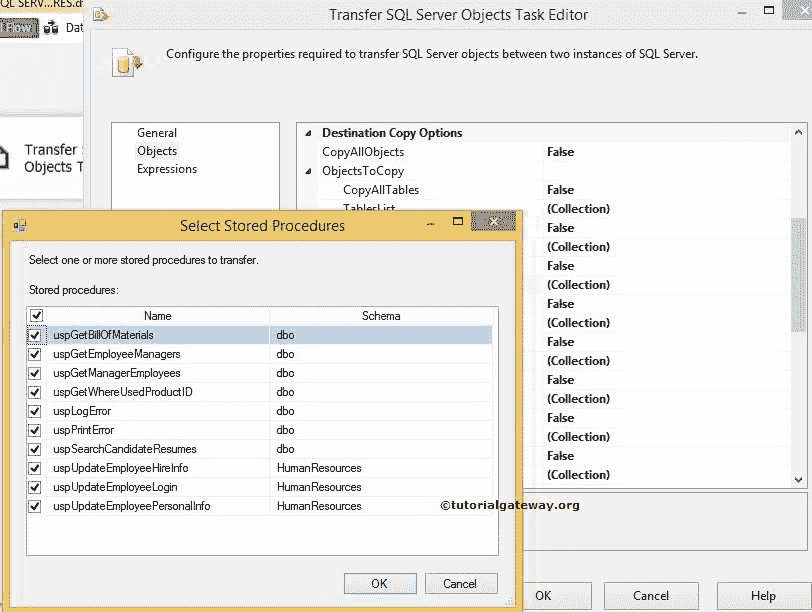 QL SERV...RES.d
Flow
Dat
Transfer SQL Server Objects Task Editor
Configure the properties required to transfer SQL Server objects between two instances of SQL Server.
Transfer
Objects T
General
Objects
Expressions
Destination Copy Options
CopyAllObjects False
ObjectsToCopy
CopyAllTables False
TablesList (Collection)
False
(Collection)
False
(Collection)
False
(Collection)
False
(Collection)
False
(Collection)
False
(Collection)
False
(Collection)
Select Stored Procedures
Select one or more stored procedures to transfer.
Stored procedures:
Name Schema
uspGetBillOfMaterials dbo
uspGetEmployeeManagers dbo
uspGetManagerEmployees dbo
uspGetWhereUsedProductID dbo
uspLogError dbo
uspPrintError dbo
uspSearchCandidateResumes dbo
uspUpdateEmployeeHireInfo HumanResources
uspUpdateEmployeeLogin HumanResources
uspUpdateEmployeePersonalInfo HumanResources
OK Cancel
©tutorialgateway.org
OK Cancel Help